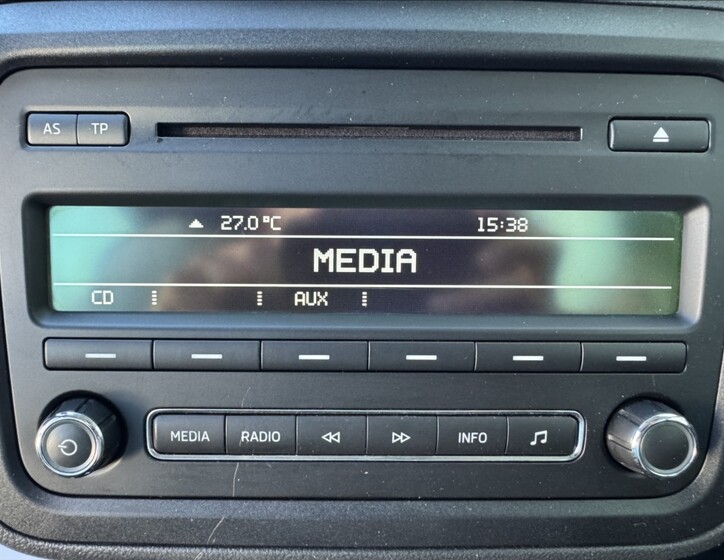 AS TP
27.0°C 15:38
MEDIA
CD AUX
MEDIA RADIO INFO